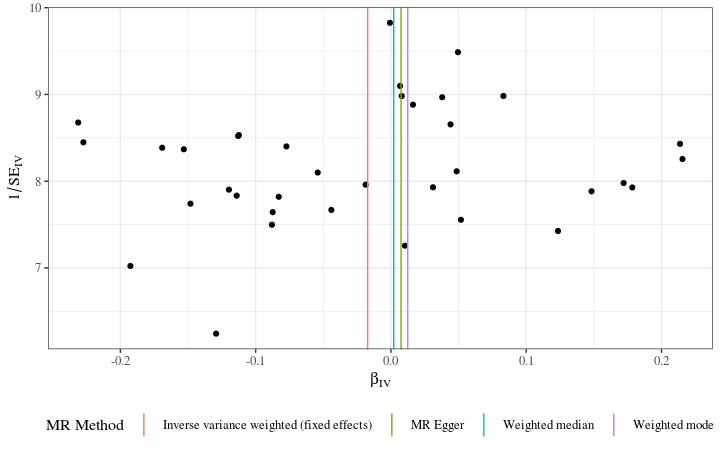 10
9
8
7
1/SE_IV
-0.2 -0.1 0.0 0.1 0.2
β_IV
MR Method Inverse variance weighted (fixed effects) MR Egger Weighted median Weighted mode